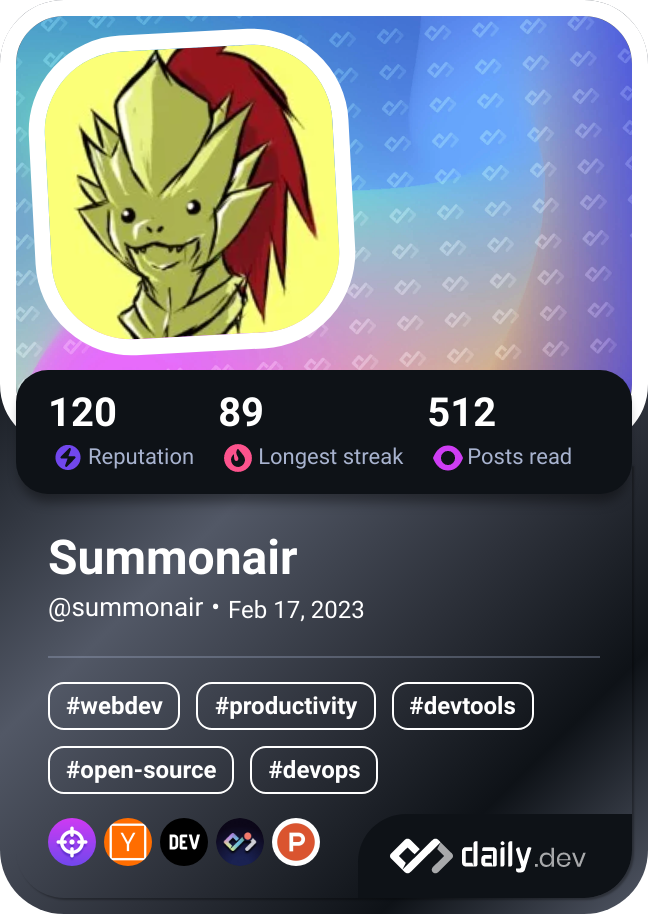 120 89 512
Reputation Longest streak Posts read
Summonair
@summonair • Feb 17, 2023
#webdev #productivity #devtools
#open-source #devops
Y DEV P
daily.dev